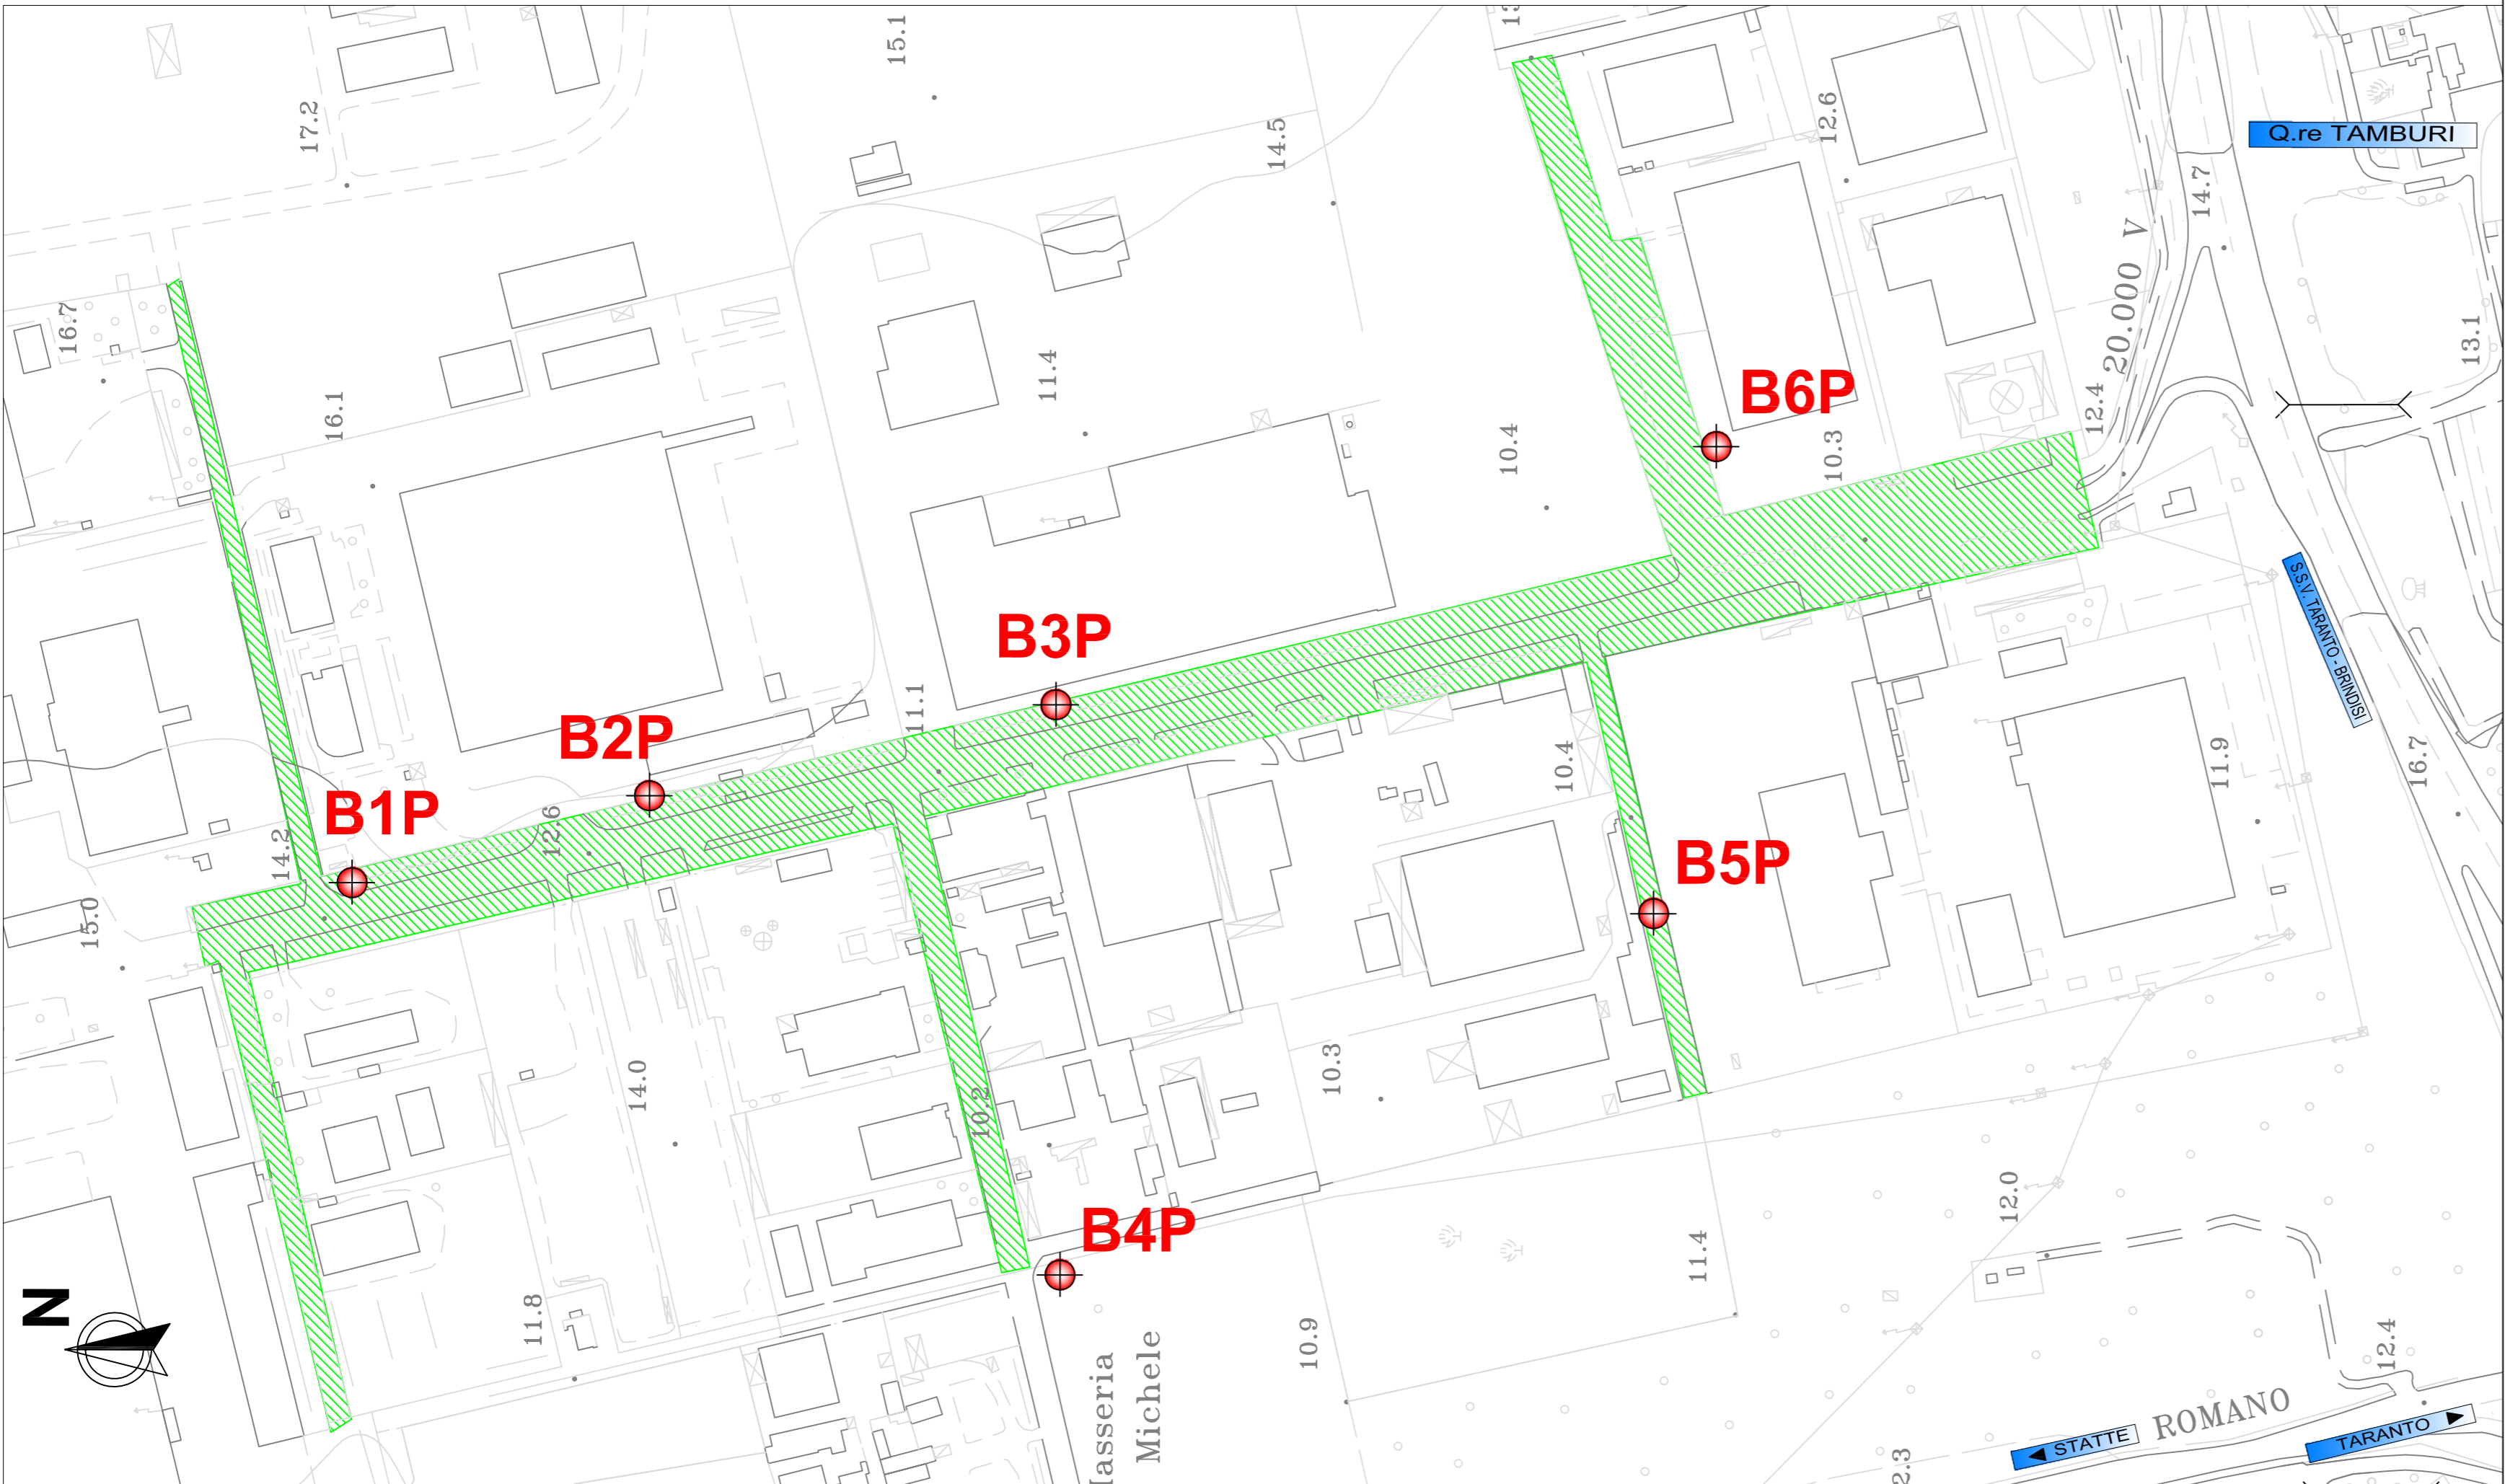 15.1
17.2
14.5
12.6
Q.re TAMBURI
14.7
20.000 V
16.7
16.1
11.4
10.4
B6P
10.3
12.4
13.1
S.S.V. TARANTO - BRINDISI
B3P
B2P
11.1
B1P
12.6
14.2
10.4
B5P
11.9
16.7
15.0
14.0
10.2
10.3
B4P
12.0
11.4
N
11.8
10.9
Michele
12.4
◄ STATTE
ROMANO
TARANTO ►